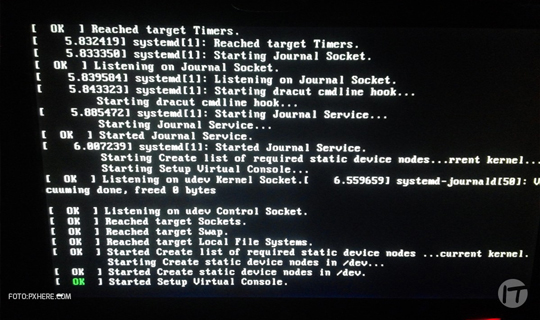 [  OK  ] Reached target Timers.
[    5.832419] systemd[1]: Reached target Timers.
[    5.833350] systemd[1]: Starting Journal Socket.
[  OK  ] Listening on Journal Socket.
[    5.839504] systemd[1]: Listening on Journal Socket.
[    5.843323] systemd[1]: Starting dracut cmdline hook...
Starting dracut cmdline hook...
[    5.885472] systemd[1]: Starting Journal Service...
Starting Journal Service...
[  OK  ] Started Journal Service.
[    6.007239] systemd[1]: Started Journal Service.
Starting Create list of required static device nodes...rrent kernel...
Starting Setup Virtual Console...
[  OK  ] Listening on udev Kernel Socket.[    6.559659] systemd-journald[50]: V
cuuming done, freed 0 bytes
[  OK  ] Listening on udev Control Socket.
[  OK  ] Reached target Sockets.
[  OK  ] Reached target Swap.
[  OK  ] Reached target Local File Systems.
[  OK  ] Started Create list of required static device nodes ...current kernel.
Starting Create static device nodes in /dev...
[  OK  ] Started Create static device nodes in /dev.
[  OK  ] Started Setup Virtual Console.
FOTO:PXHERE.COM
IT